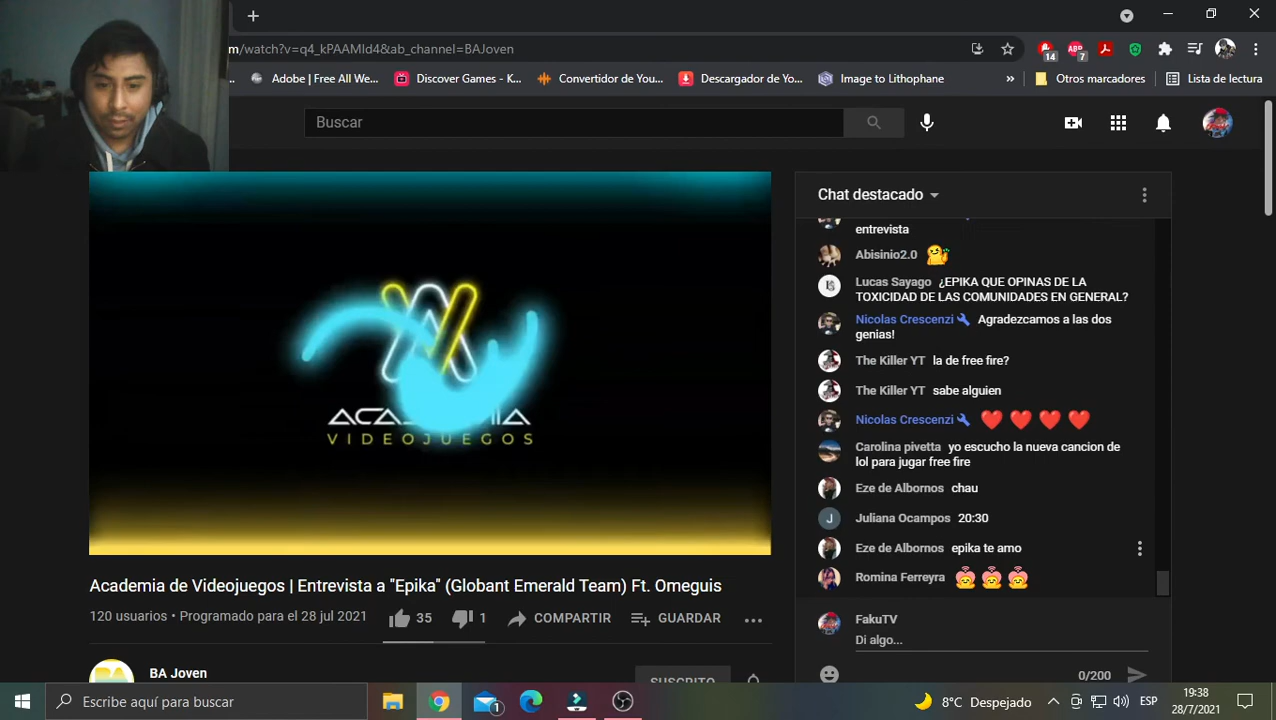 m/watch?v=q4_kPAAMId4&ab_channel=BAJoven
14
ABP
7
Adobe | Free All We...
Discover Games - K...
Convertidor de You...
Descargador de Yo...
Image to Lithophane
»
Otros marcadores
Lista de lectura
Buscar
Chat destacado
entrevista
Abisinio2.0
Lucas Sayago ¿EPIKA QUE OPINAS DE LA
TOXICIDAD DE LAS COMUNIDADES EN GENERAL?
Nicolas Crescenzi Agradezcamos a las dos
genias!
The Killer YT la de free fire?
The Killer YT sabe alguien
Nicolas Crescenzi ❤️ ❤️ ❤️ ❤️
Carolina pivetta yo escucho la nueva cancion de
lol para jugar free fire
Eze de Albornos chau
J Juliana Ocampos 20:30
Eze de Albornos epika te amo
Romina Ferreyra
FakuTV
Di algo...
0/200
VIDEOJUEGOS
Academia de Videojuegos | Entrevista a "Epika" (Globant Emerald Team) Ft. Omeguis
120 usuarios • Programado para el 28 jul 2021
35
1
COMPARTIR
GUARDAR
BA Joven
SUSCRITO
Escribe aquí para buscar
1
8°C Despejado
ESP
19:38
28/7/2021